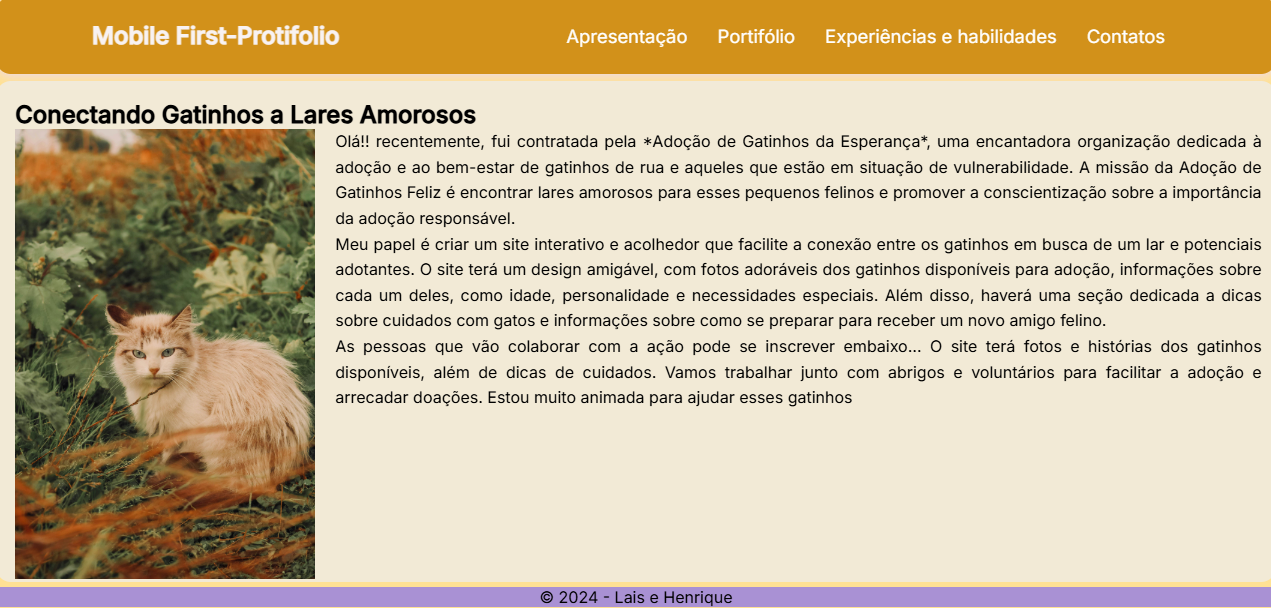 Mobile First-Protifolio
Apresentação Portifólio Experiências e habilidades Contatos
Conectando Gatinhos a Lares Amorosos
Olá!! recentemente, fui contratada pela *Adoção de Gatinhos da Esperança*, uma encantadora organização dedicada à
adoção e ao bem-estar de gatinhos de rua e aqueles que estão em situação de vulnerabilidade. A missão da Adoção de
Gatinhos Feliz é encontrar lares amorosos para esses pequenos felinos e promover a conscientização sobre a importância
da adoção responsável.
Meu papel é criar um site interativo e acolhedor que facilite a conexão entre os gatinhos em busca de um lar e potenciais
adotantes. O site terá um design amigável, com fotos adoráveis dos gatinhos disponíveis para adoção, informações sobre
cada um deles, como idade, personalidade e necessidades especiais. Além disso, haverá uma seção dedicada a dicas
sobre cuidados com gatos e informações sobre como se preparar para receber um novo amigo felino.
As pessoas que vão colaborar com a ação pode se inscrever embaixo... O site terá fotos e histórias dos gatinhos
disponíveis, além de dicas de cuidados. Vamos trabalhar junto com abrigos e voluntários para facilitar a adoção e
arrecadar doações. Estou muito animada para ajudar esses gatinhos
© 2024 - Lais e Henrique